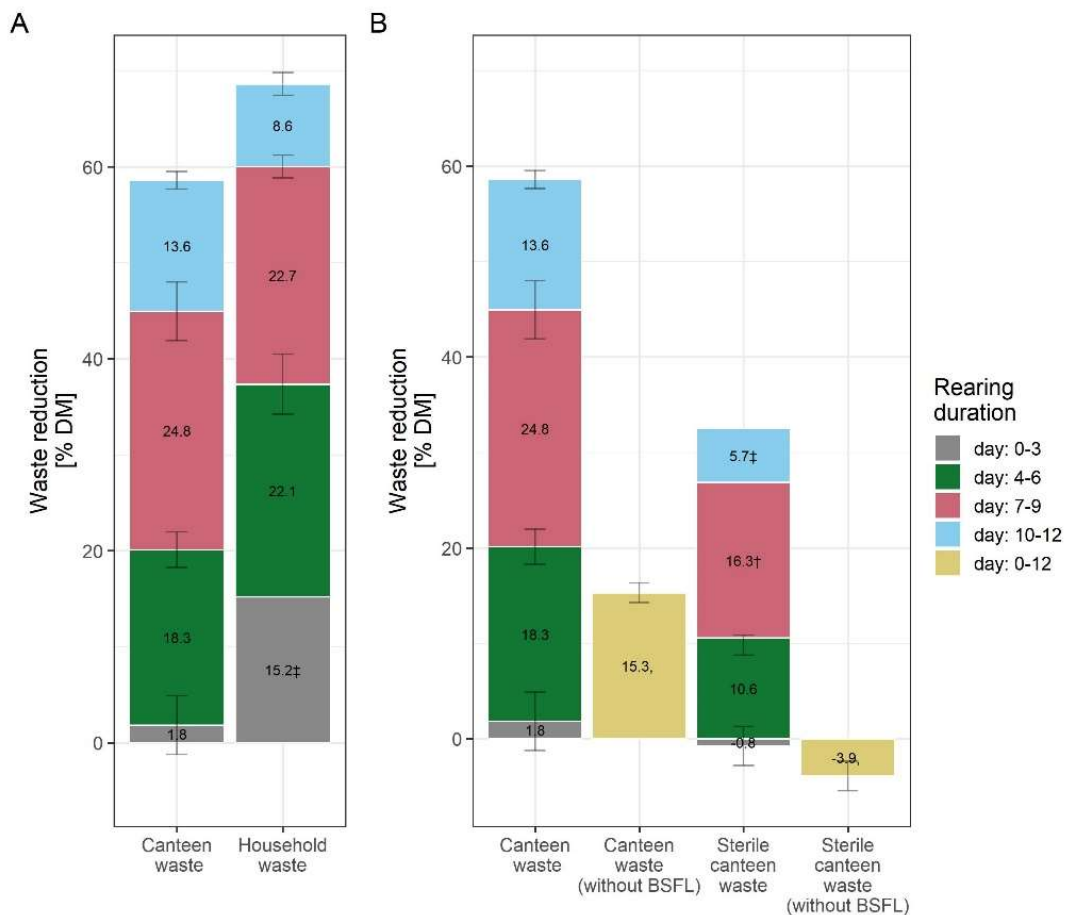 A
B
Waste reduction
[% DM]
60
40
20
0
13.6
24.8
18.3
1.8
8.6
22.7
22.1
15.2‡
Canteen
waste
Household
waste
Waste reduction
[% DM]
60
40
20
0
13.6
24.8
18.3
1.8
15.3,
5.7‡
16.3†
10.6
-0.8
-3.9,
Canteen
waste
Canteen
waste
(without BSFL)
Sterile
canteen
waste
Sterile
canteen
waste
(without BSFL)
Rearing
duration
day: 0-3
day: 4-6
day: 7-9
day: 10-12
day: 0-12